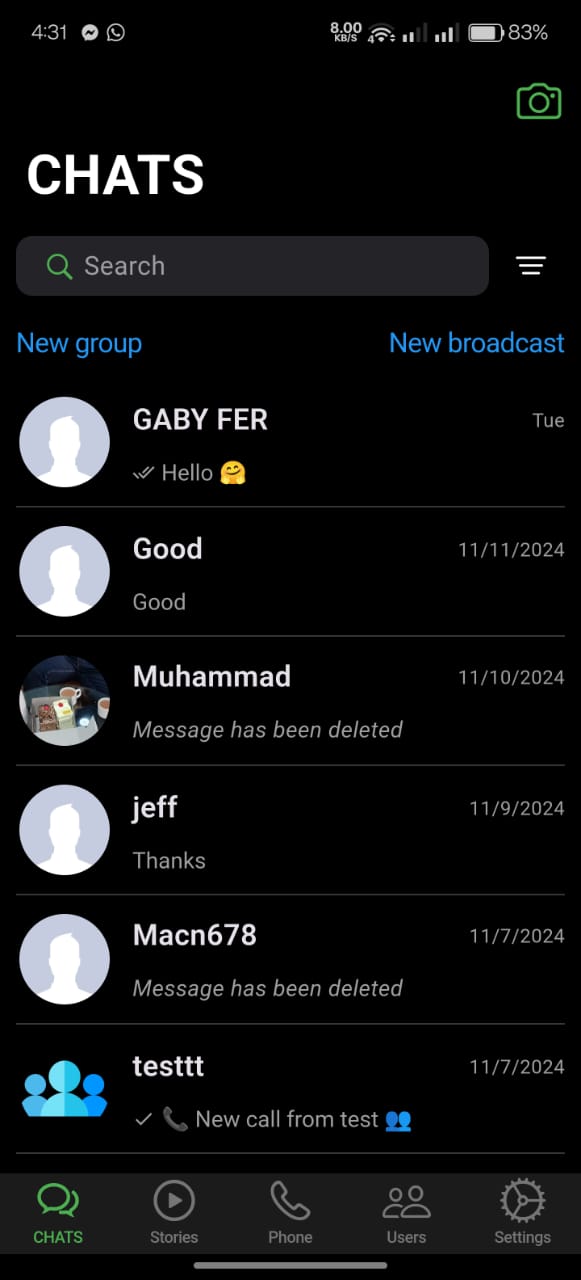 4:31 8.00 KB/S 4 83%
CHATS
Search
New group New broadcast
GABY FER Tue
Hello 🤗
Good 11/11/2024
Good
Muhammad 11/10/2024
Message has been deleted
jeff 11/9/2024
Thanks
Macn678 11/7/2024
Message has been deleted
testtt 11/7/2024
📞 New call from test 👥
CHATS Stories Phone Users Settings